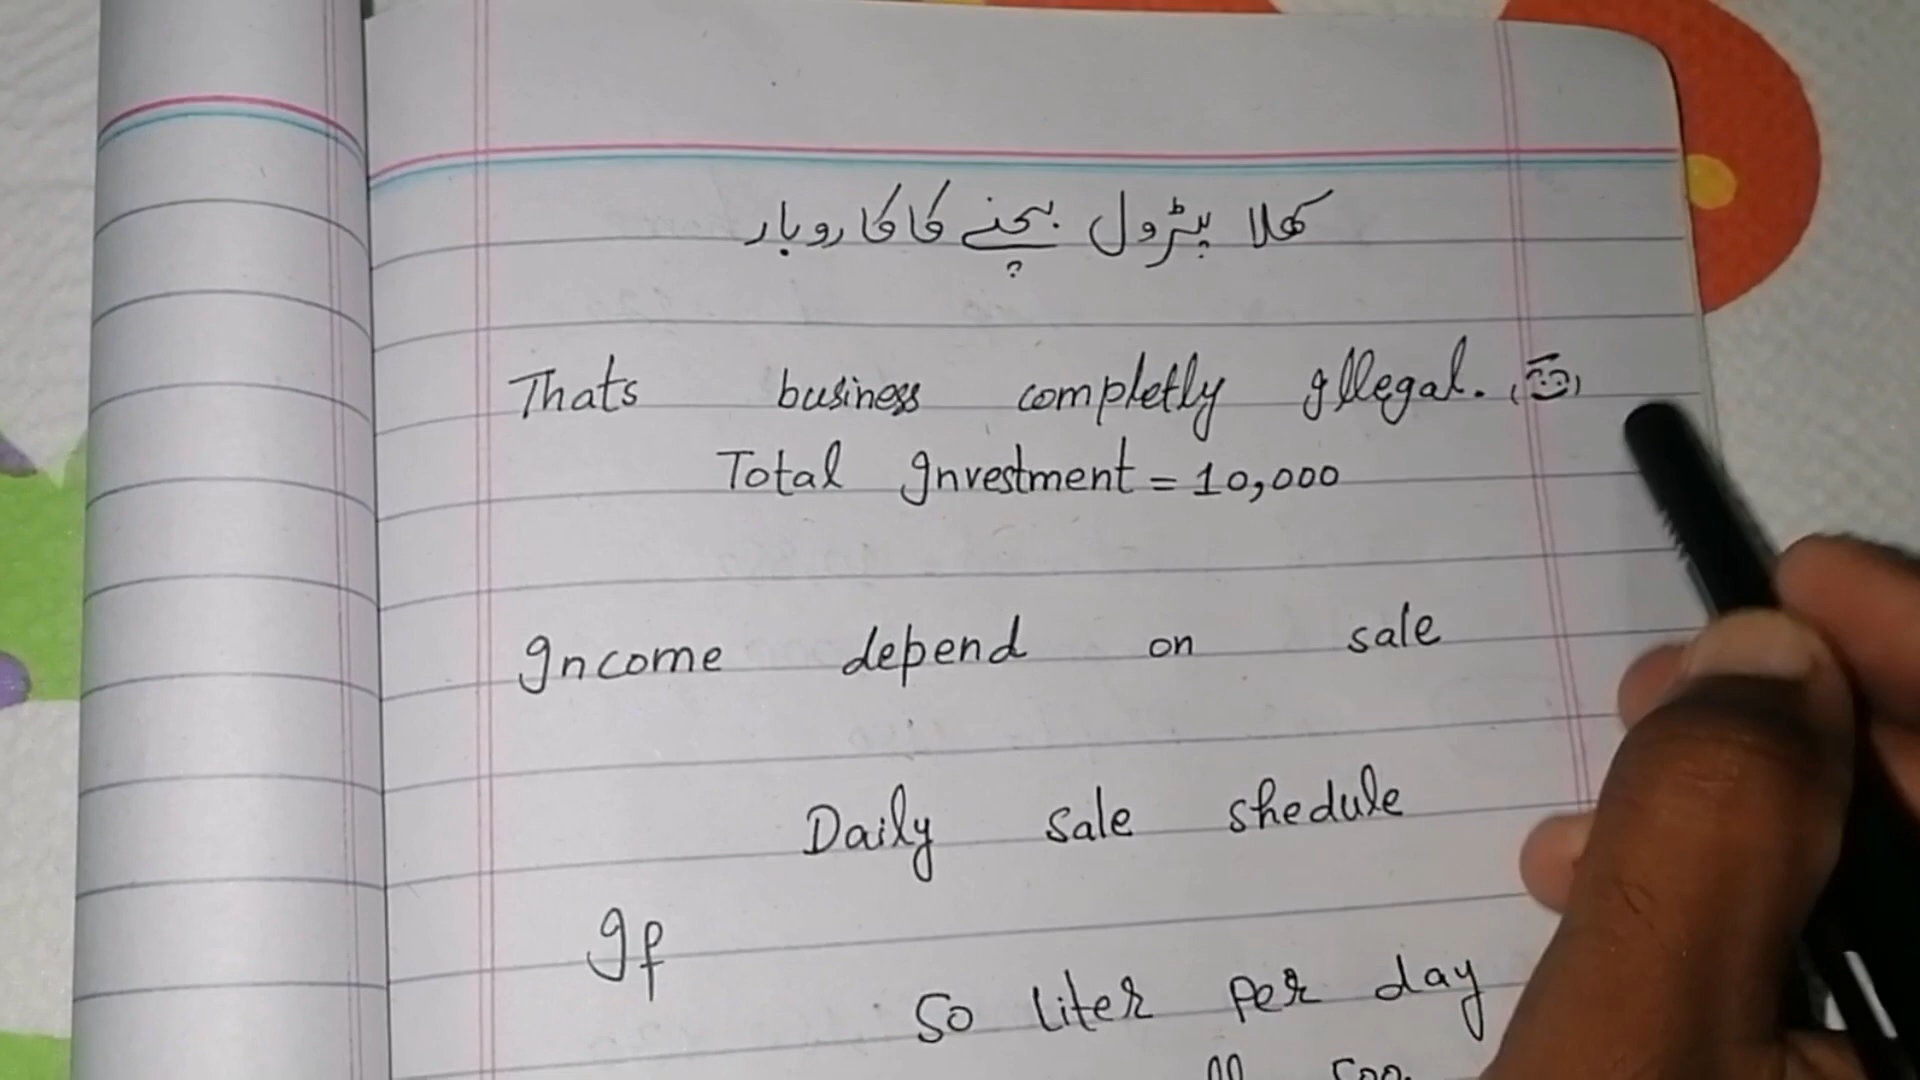 کھلا پٹرول بیچنے کا کاروبار
Thats business completly Illegal.
Total Investment = 10,000
Income depend on sale
Daily sale shedule
If
50 liter per day